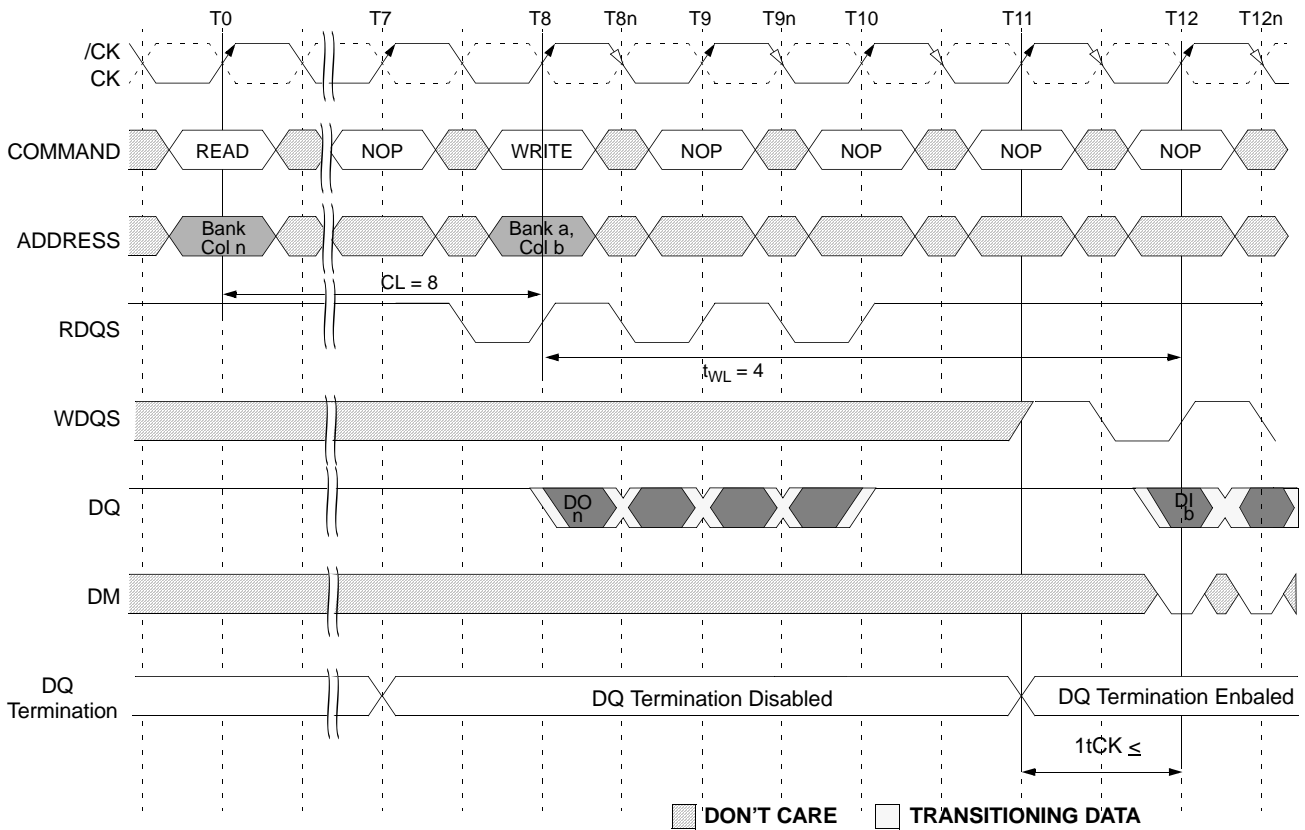 T0 T7 T8 T8n T9 T9n T10 T11 T12 T12n
/CK
CK
COMMAND READ NOP WRITE NOP NOP NOP NOP
ADDRESS Bank Col n Bank a, Col b
CL = 8
RDQS
tWL = 4
WDQS
DQ DO n DI b
DM
DQ Termination DQ Termination Disabled DQ Termination Enbaled
1tCK ≤
DON'T CARE TRANSITIONING DATA